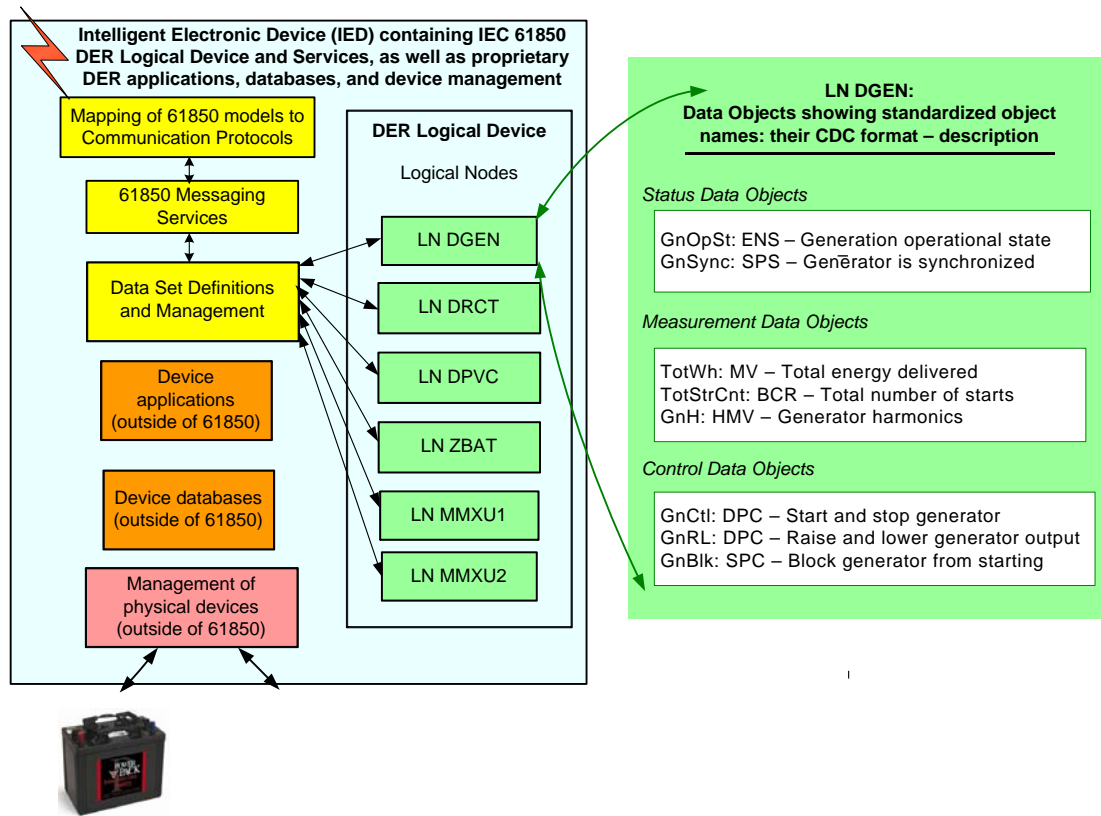 Intelligent Electronic Device (IED) containing IEC 61850
DER Logical Device and Services, as well as proprietary
DER applications, databases, and device management
Mapping of 61850 models to
Communication Protocols
61850 Messaging
Services
Data Set Definitions
and Management
Device
applications
(outside of 61850)
Device databases
(outside of 61850)
Management of
physical devices
(outside of 61850)
DER Logical Device
Logical Nodes
LN DGEN
LN DRCT
LN DPVC
LN ZBAT
LN MMXU1
LN MMXU2
LN DGEN:
Data Objects showing standardized object
names: their CDC format – description
Status Data Objects
GnOpSt: ENS – Generation operational state
GnSync: SPS – Generator is synchronized
Measurement Data Objects
TotWh: MV – Total energy delivered
TotStrCnt: BCR – Total number of starts
GnH: HMV – Generator harmonics
Control Data Objects
GnCtl: DPC – Start and stop generator
GnRL: DPC – Raise and lower generator output
GnBlk: SPC – Block generator from starting
POWER
PACK